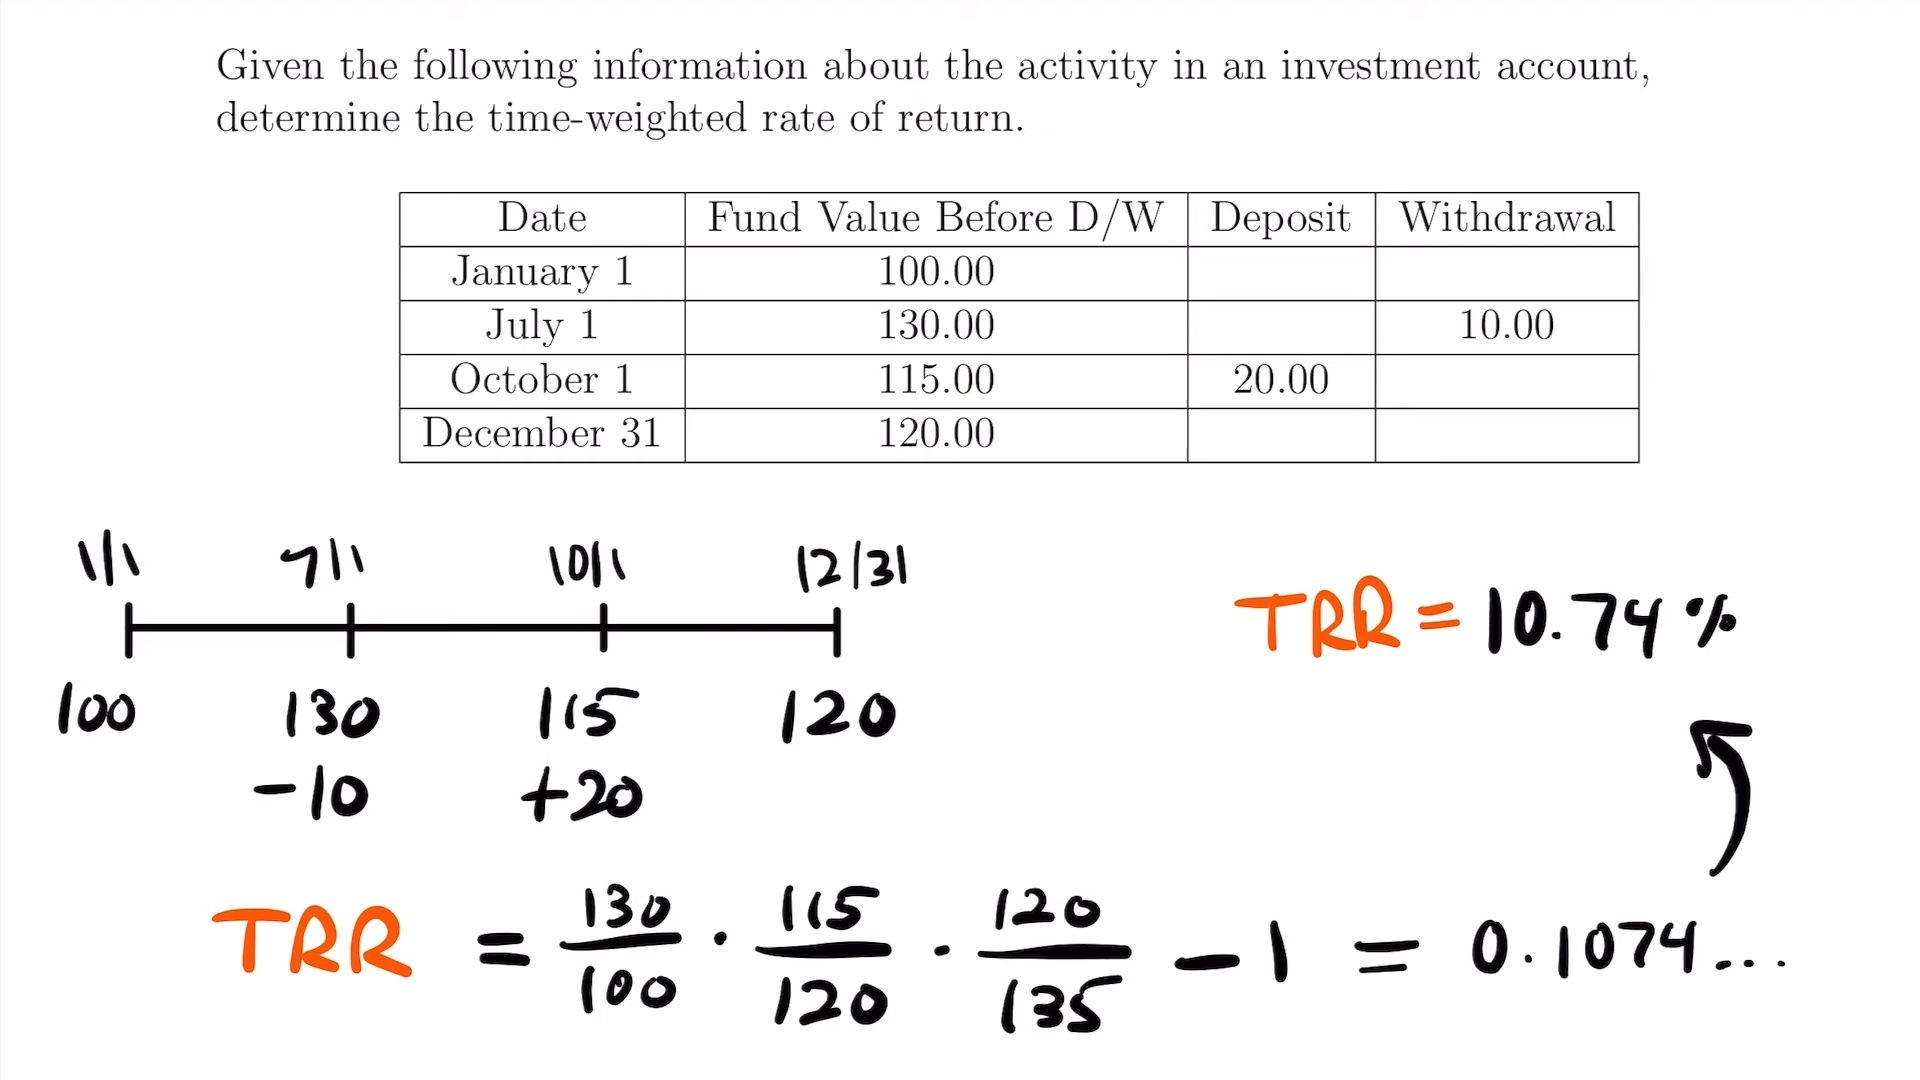 Given the following information about the activity in an investment account,
determine the time-weighted rate of return.
Date Fund Value Before D/W Deposit Withdrawal
January 1 100.00
July 1 130.00 10.00
October 1 115.00 20.00
December 31 120.00
1/1 7/1 10/1 12/31
100 130 115 120
-10 +20
TRR = 10.74 %
TRR = 130/100 · 115/120 · 120/135 - 1 = 0.1074...